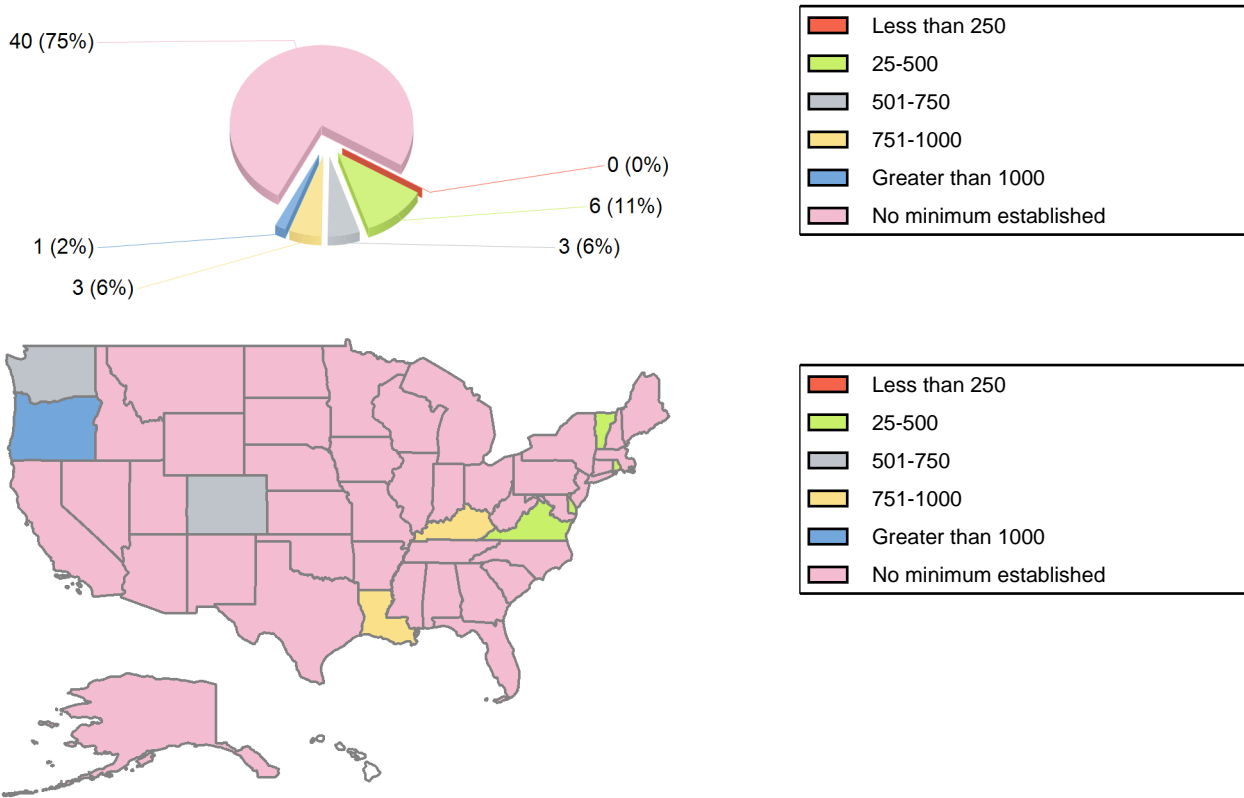 40 (75%)
0 (0%)
6 (11%)
3 (6%)
1 (2%)
3 (6%)
Less than 250
25-500
501-750
751-1000
Greater than 1000
No minimum established
Less than 250
25-500
501-750
751-1000
Greater than 1000
No minimum established